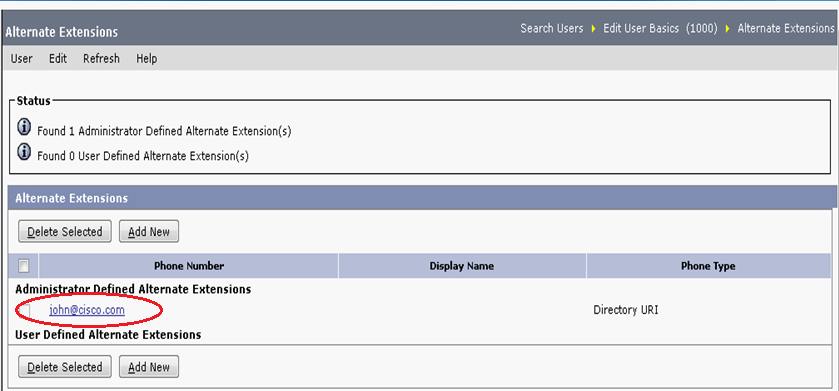 Alternate Extensions
Search Users Edit User Basics (1000) Alternate Extensions
User Edit Refresh Help
Status
Found 1 Administrator Defined Alternate Extension(s)
Found 0 User Defined Alternate Extension(s)
Alternate Extensions
Delete Selected Add New
Phone Number Display Name Phone Type
Administrator Defined Alternate Extensions
john@cisco.com Directory URI
User Defined Alternate Extensions
Delete Selected Add New